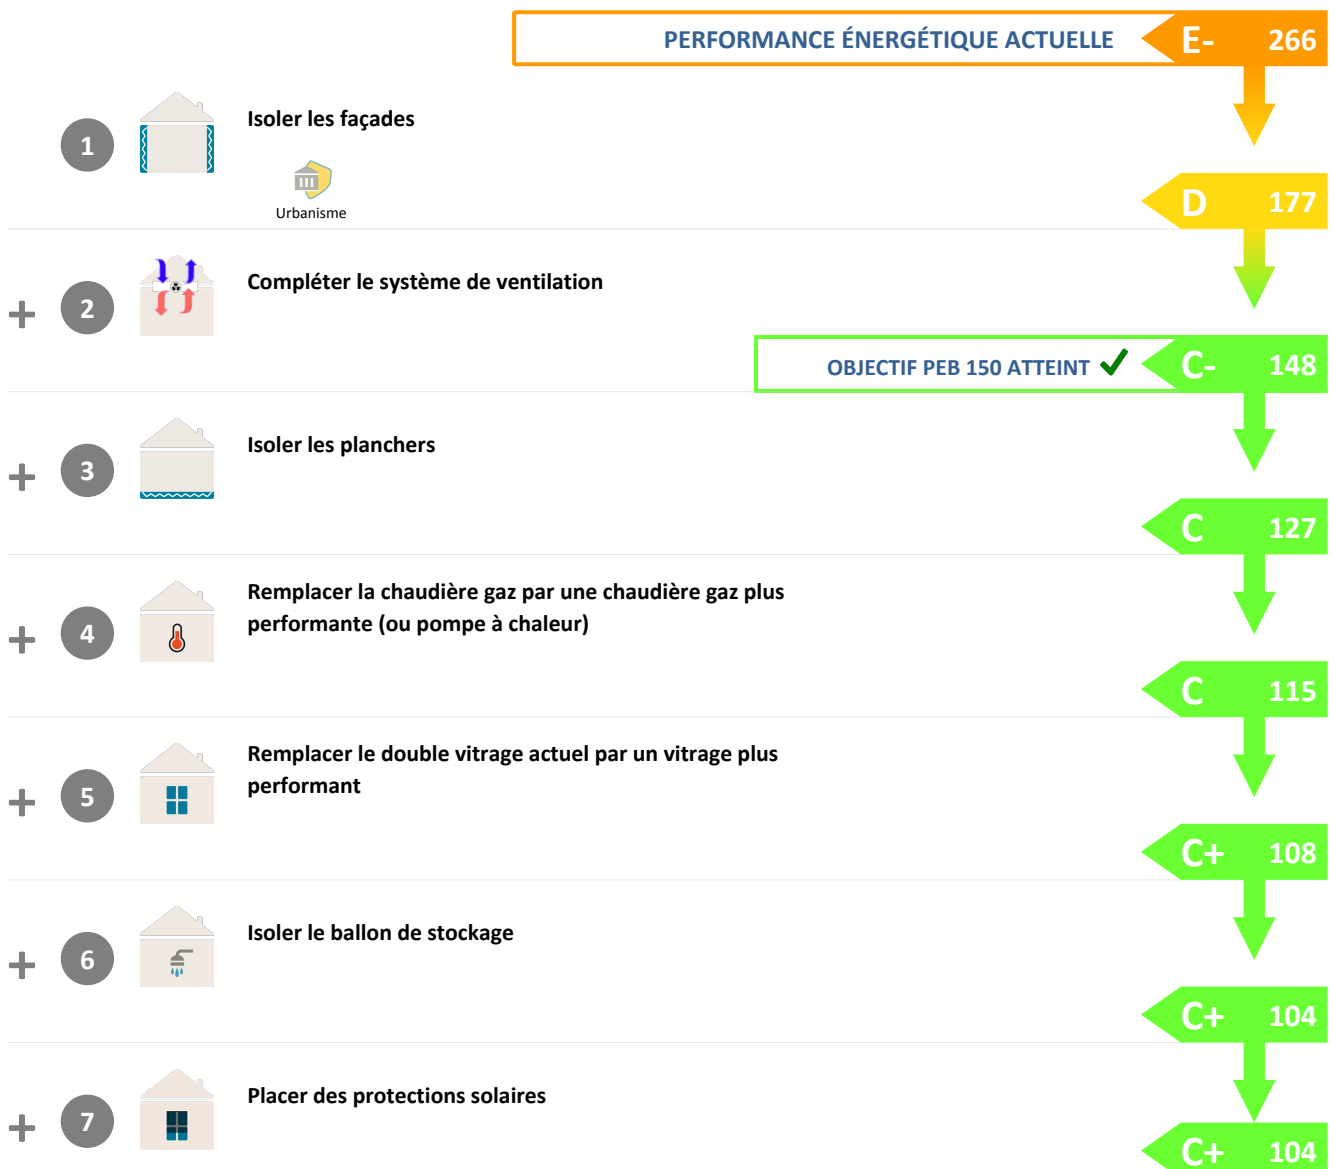 PERFORMANCE ÉNERGÉTIQUE ACTUELLE E- 266
1 Isoler les façades
Urbanisme
D 177
+ 2 Compléter le système de ventilation
OBJECTIF PEB 150 ATTEINT C- 148
+ 3 Isoler les planchers
C 127
+ 4 Remplacer la chaudière gaz par une chaudière gaz plus
performante (ou pompe à chaleur)
C 115
+ 5 Remplacer le double vitrage actuel par un vitrage plus
performant
C+ 108
+ 6 Isoler le ballon de stockage
C+ 104
+ 7 Placer des protections solaires
C+ 104